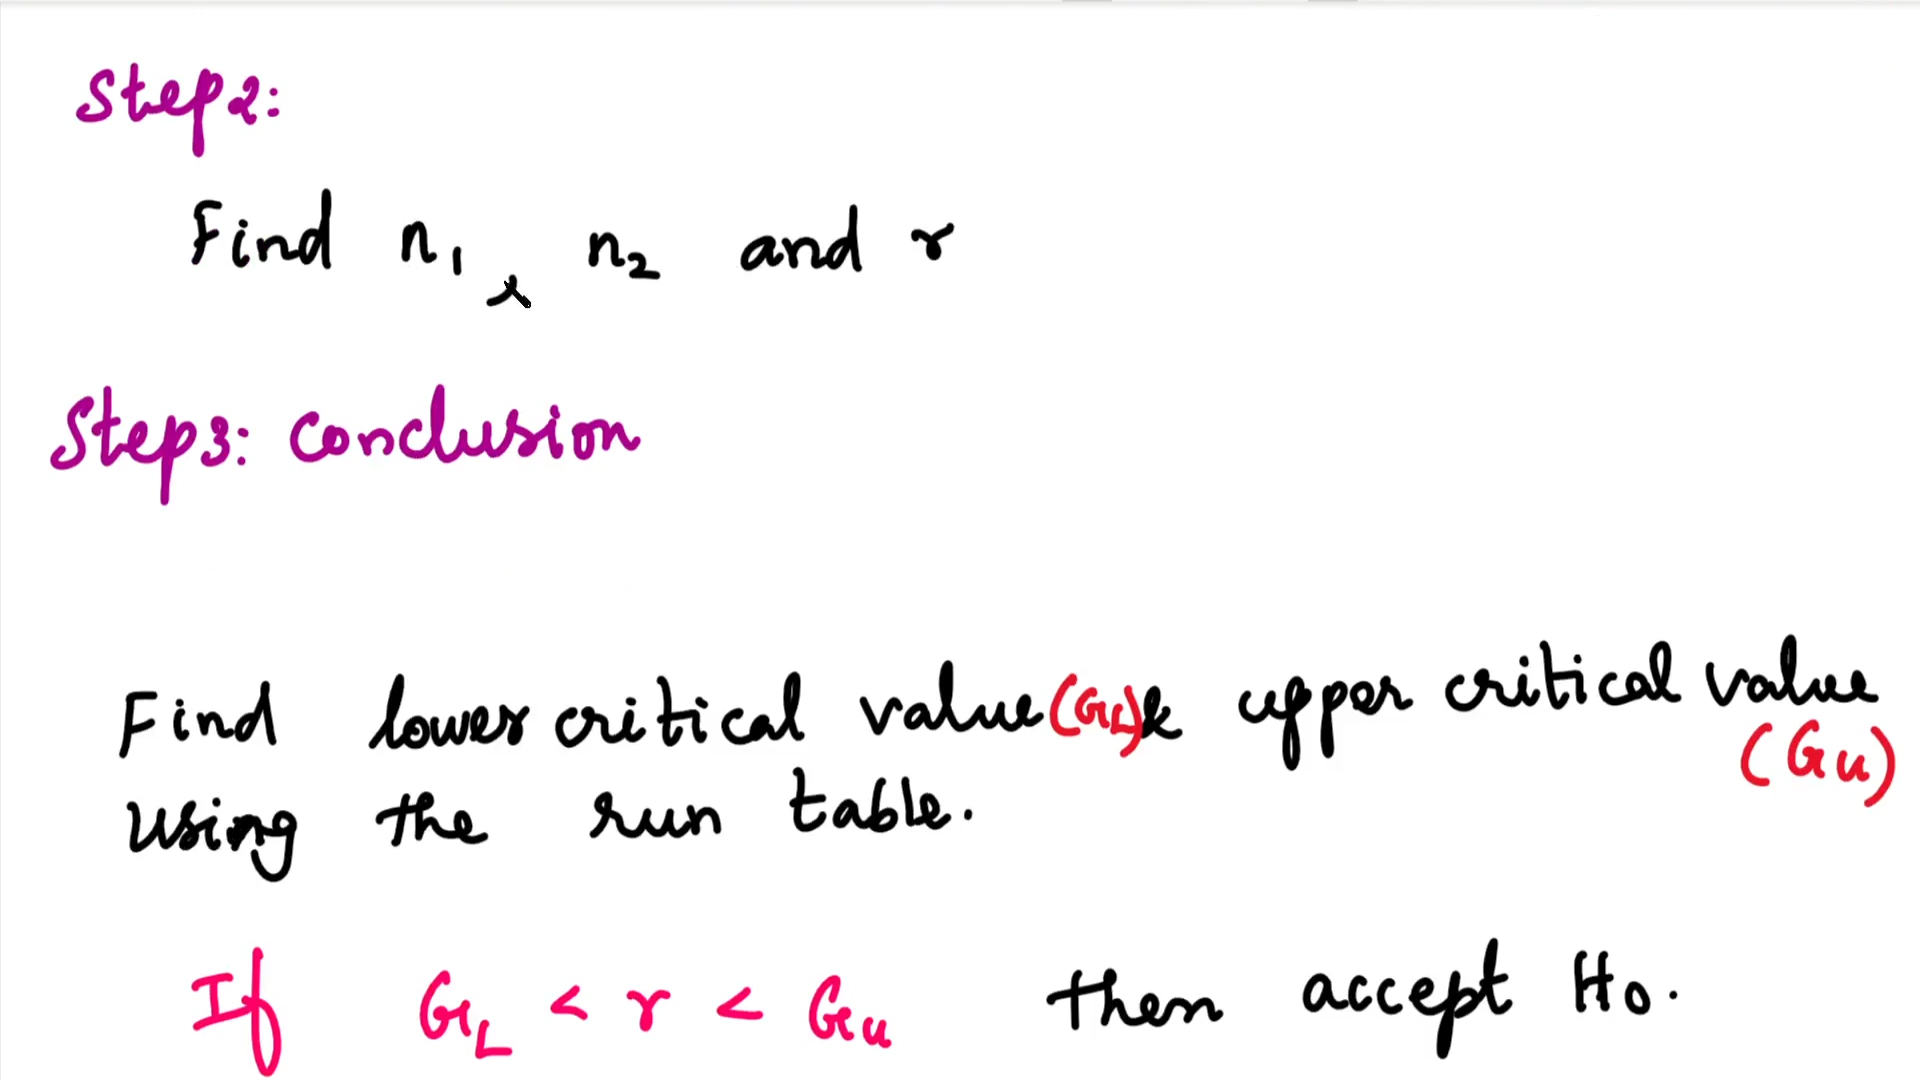 Step2:
Find n₁, n₂ and r
Step3: Conclusion
Find lower critical value (GL) & upper critical value
(Gu)
using the run table.
If GL < r < Gu then accept H₀.